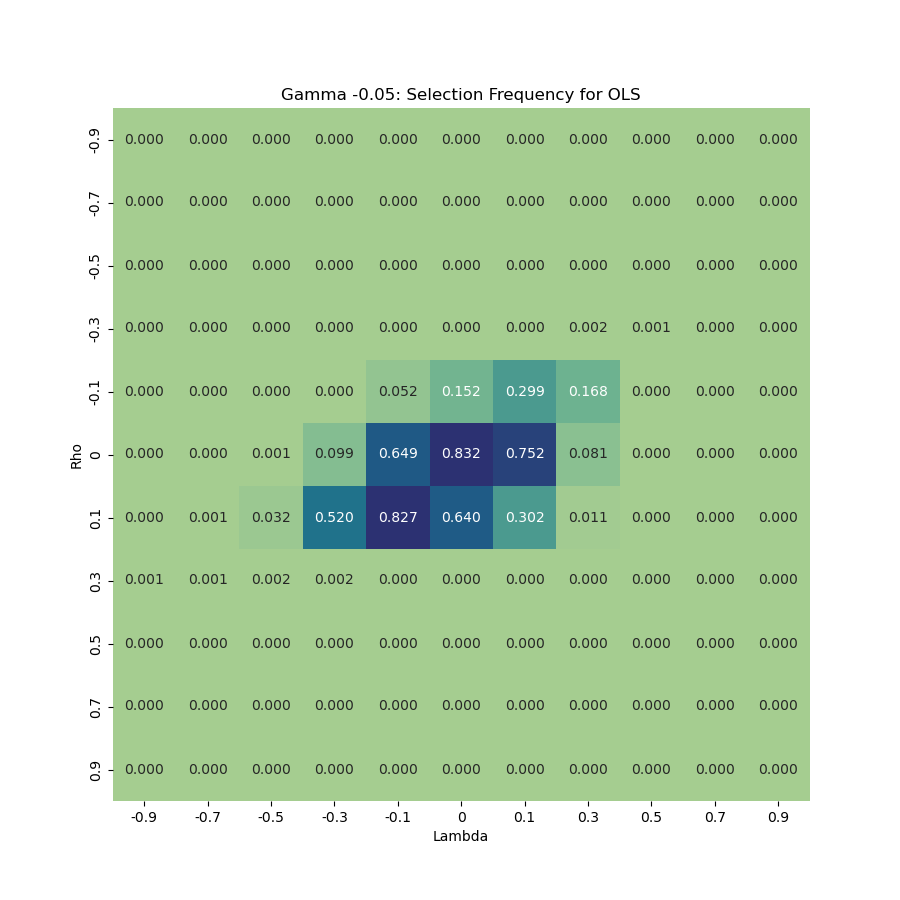 Gamma -0.05: Selection Frequency for OLS
-0.9 0.000 0.000 0.000 0.000 0.000 0.000 0.000 0.000 0.000 0.000 0.000
-0.7 0.000 0.000 0.000 0.000 0.000 0.000 0.000 0.000 0.000 0.000 0.000
-0.5 0.000 0.000 0.000 0.000 0.000 0.000 0.000 0.000 0.000 0.000 0.000
-0.3 0.000 0.000 0.000 0.000 0.000 0.000 0.000 0.002 0.001 0.000 0.000
-0.1 0.000 0.000 0.000 0.000 0.052 0.152 0.299 0.168 0.000 0.000 0.000
Rho
0 0.000 0.000 0.001 0.099 0.649 0.832 0.752 0.081 0.000 0.000 0.000
0.1 0.000 0.001 0.032 0.520 0.827 0.640 0.302 0.011 0.000 0.000 0.000
0.3 0.001 0.001 0.002 0.002 0.000 0.000 0.000 0.000 0.000 0.000 0.000
0.5 0.000 0.000 0.000 0.000 0.000 0.000 0.000 0.000 0.000 0.000 0.000
0.7 0.000 0.000 0.000 0.000 0.000 0.000 0.000 0.000 0.000 0.000 0.000
0.9 0.000 0.000 0.000 0.000 0.000 0.000 0.000 0.000 0.000 0.000 0.000
-0.9 -0.7 -0.5 -0.3 -0.1 0 0.1 0.3 0.5 0.7 0.9
Lambda